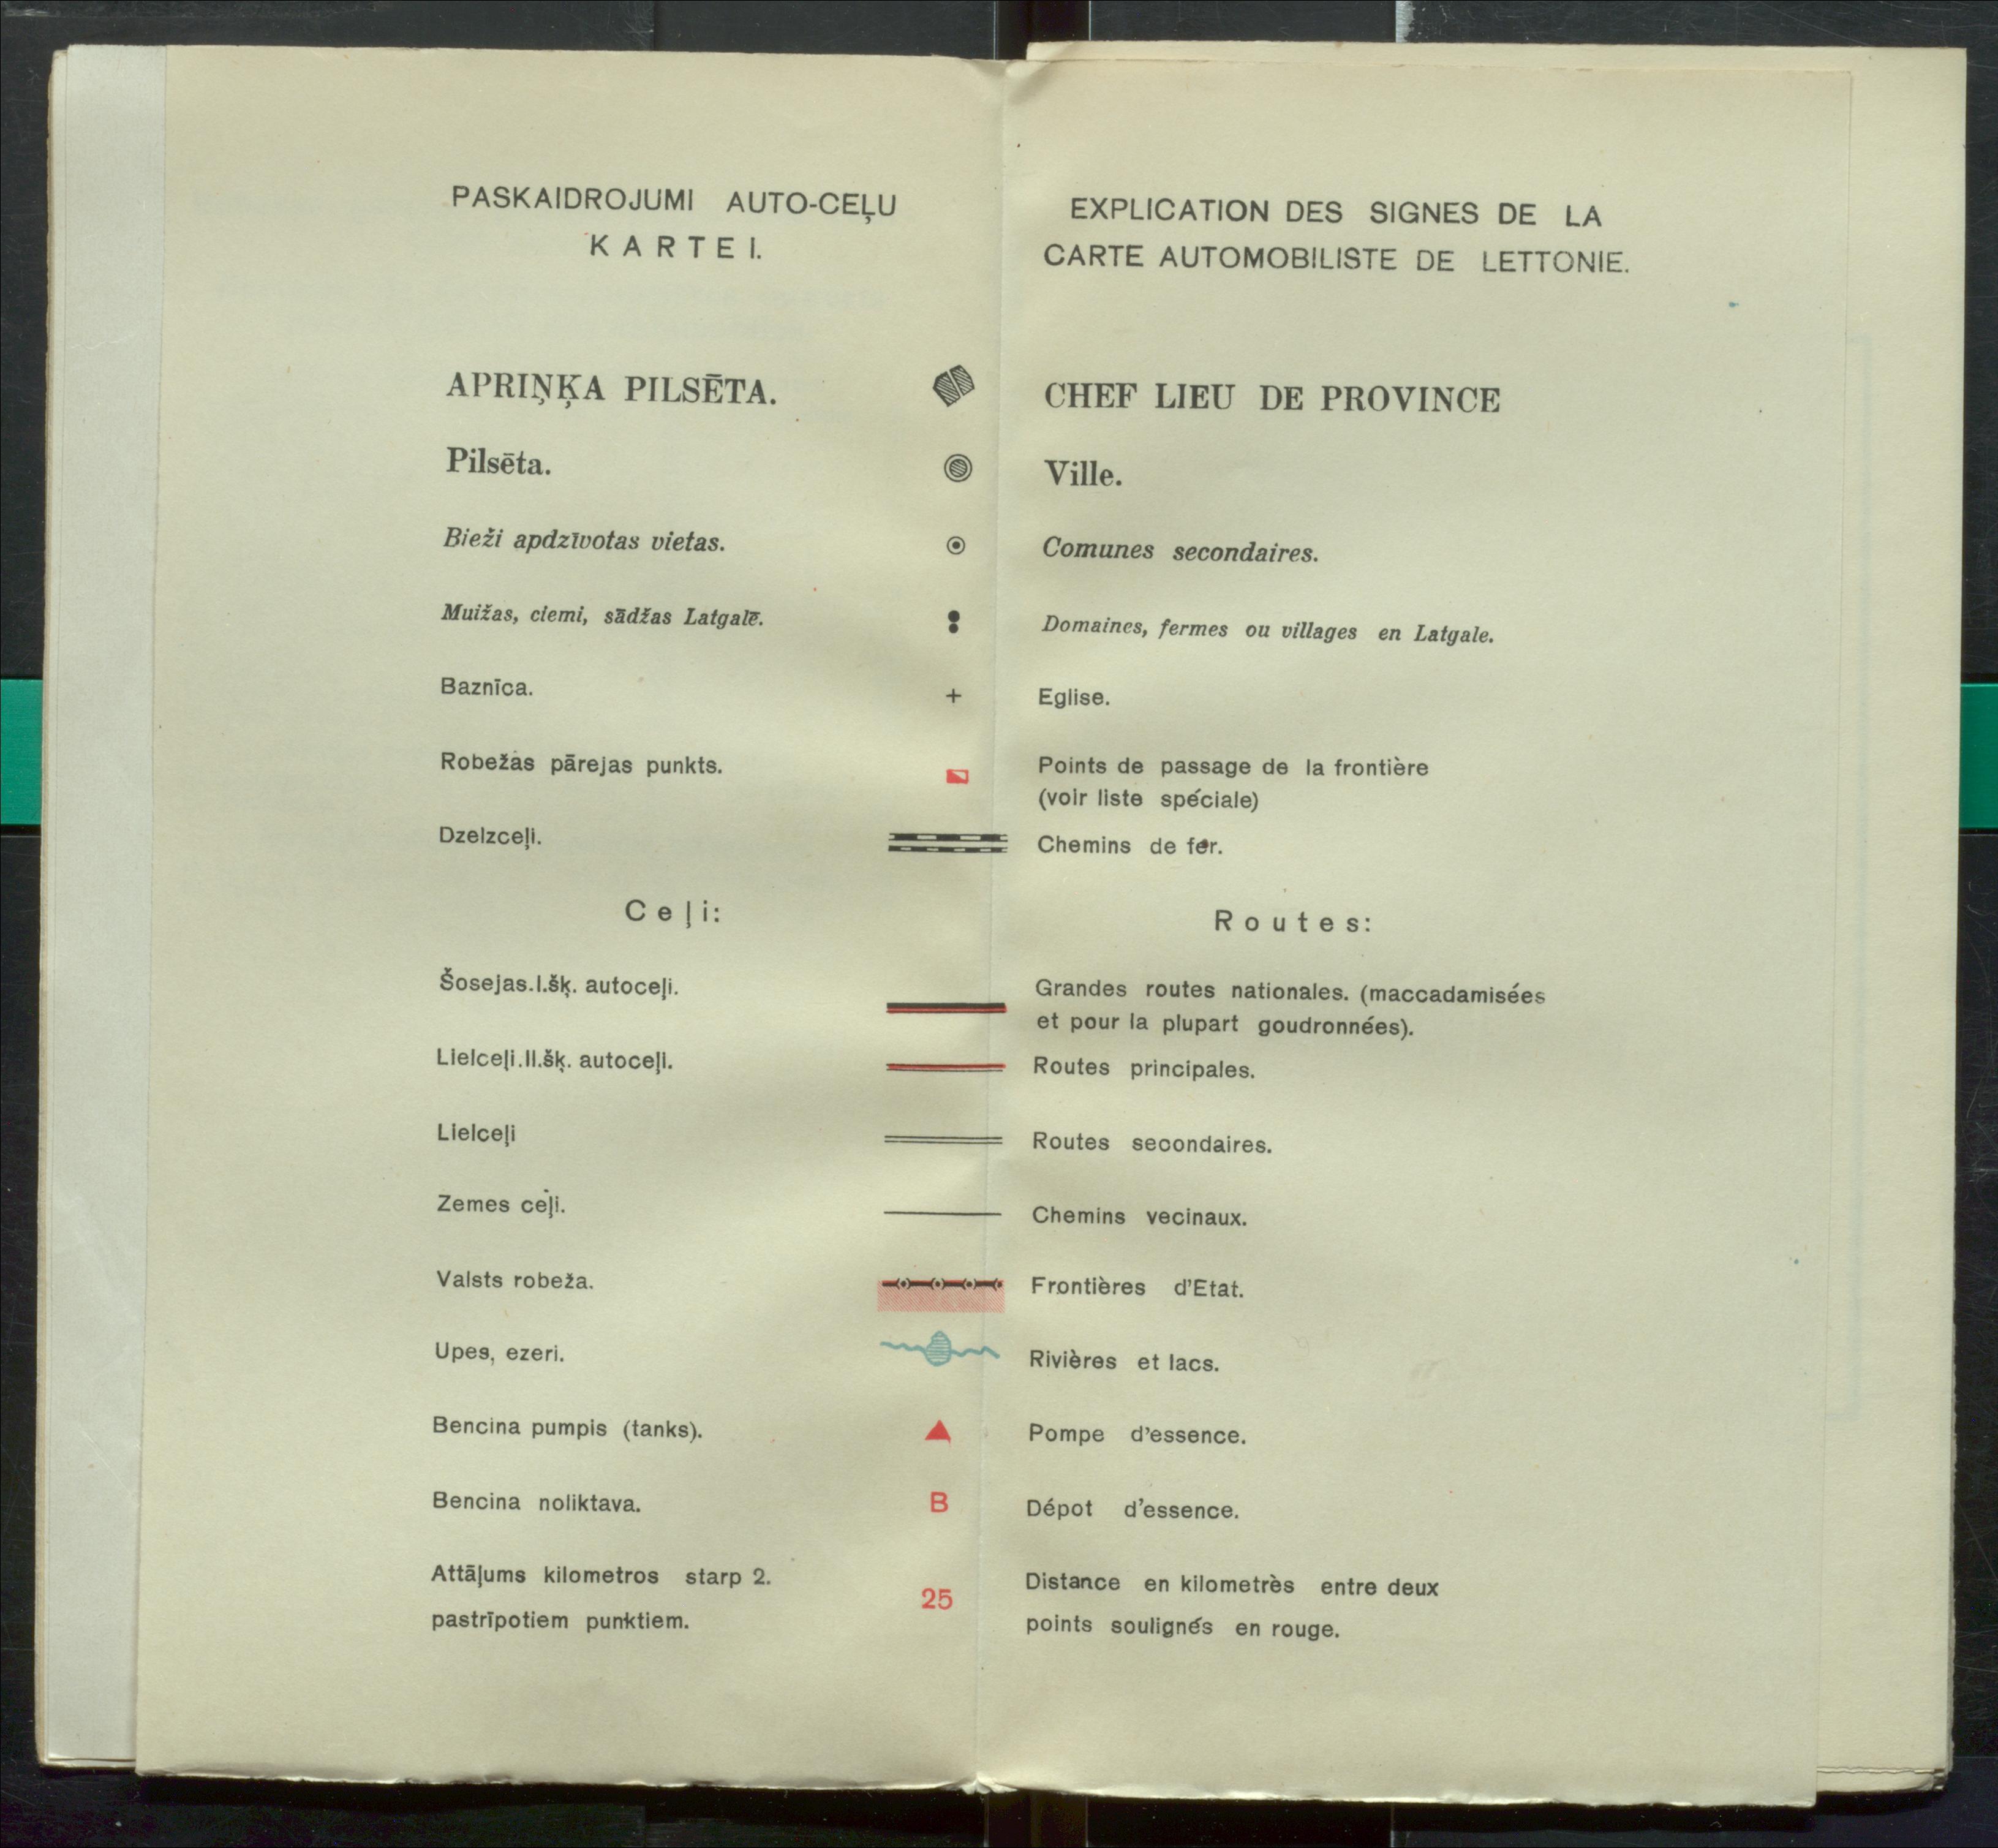 PASKAIDROJUMI AUTO-CEĻU
KARTEI.
EXPLICATION DES SIGNES DE LA
CARTE AUTOMOBILISTE DE LETTONIE.
APRIŅĶA PILSĒTA.
CHEF LIEU DE PROVINCE
Pilsēta.
Ville.
Bieži apdzīvotas vietas.
Comunes secondaires.
Muižas, ciemi, sādžas Latgalē.
Domaines, fermes ou villages en Latgale.
Baznīca.
+
Eglise.
Robežas pārejas punkts.
Points de passage de la frontière
(voir liste spéciale)
Dzelzceļi.
Chemins de fer.
Ceļi:
Routes:
Šosejas.I.šķ. autoceļi.
Grandes routes nationales. (maccadamisées
et pour la plupart goudronnées).
Lielceļi.II.šķ. autoceļi.
Routes principales.
Lielceļi
Routes secondaires.
Zemes ceļi.
Chemins vecinaux.
Valsts robeža.
Frontières d'Etat.
Upes, ezeri.
Rivières et lacs.
Bencina pumpis (tanks).
Pompe d'essence.
Bencina noliktava.
B
Dépot d'essence.
Attāļums kilometros starp 2.
pastrīpotiem punktiem.
25
Distance en kilometrès entre deux
points soulignés en rouge.